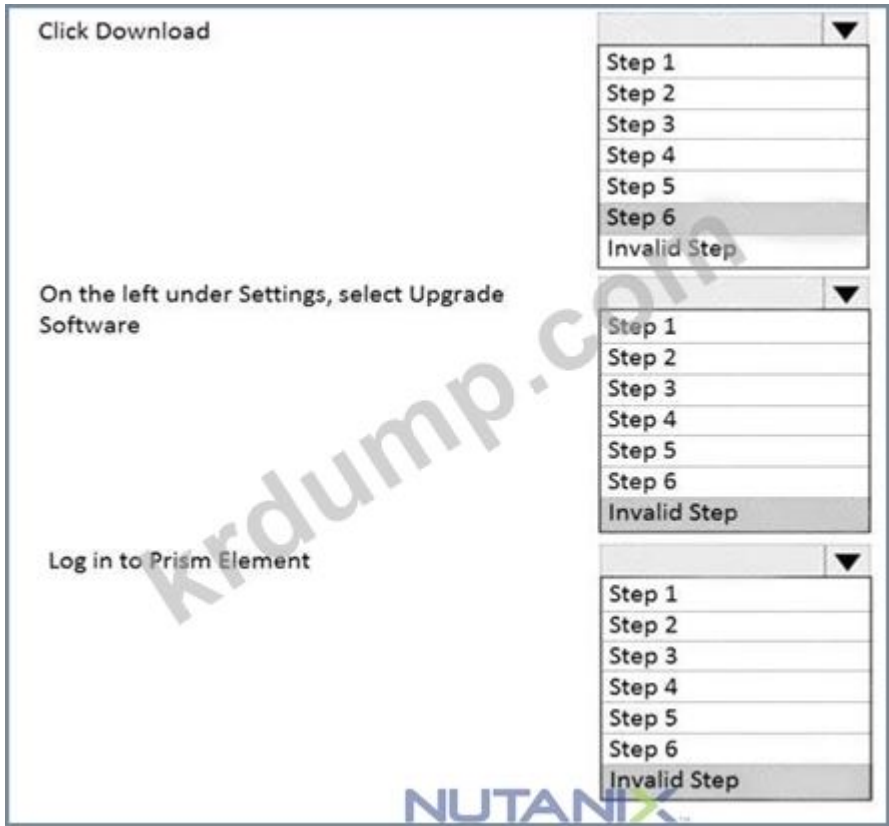 Click Download
Step 1
Step 2
Step 3
Step 4
Step 5
Step 6
Invalid Step
On the left under Settings, select Upgrade
Software
Step 1
Step 2
Step 3
Step 4
Step 5
Step 6
Invalid Step
Log in to Prism Element
Step 1
Step 2
Step 3
Step 4
Step 5
Step 6
Invalid Step
krdump.com
NUTANIX